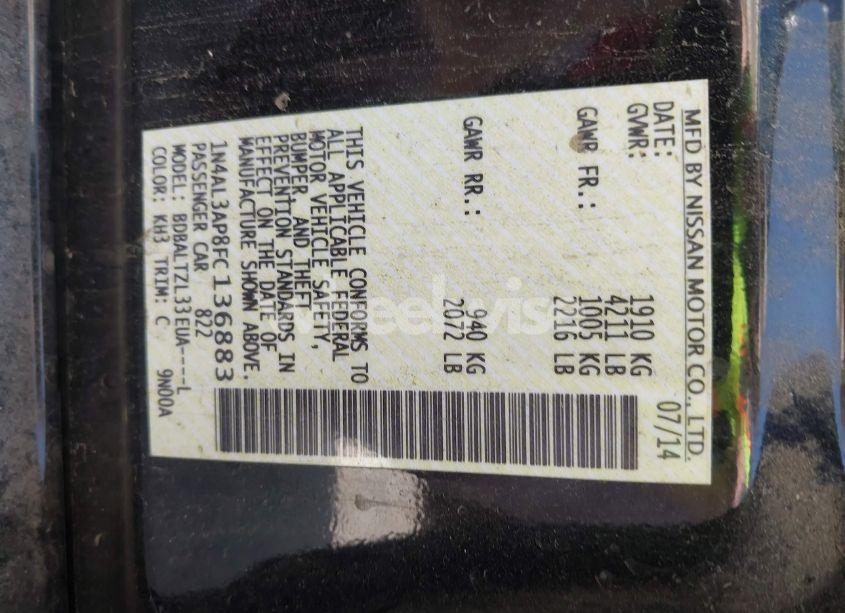 MFD BY NISSAN MOTOR CO., LTD.
DATE: 07/14
GVWR: 1910 KG
4211 LB
GAWR FR.: 1005 KG
2216 LB
GAWR RR.: 940 KG
2072 LB
THIS VEHICLE CONFORMS TO
ALL APPLICABLE FEDERAL
MOTOR VEHICLE SAFETY,
BUMPER, AND THEFT
PREVENTION STANDARDS IN
EFFECT ON THE DATE OF
MANUFACTURE SHOWN ABOVE.
1N4AL3AP8FC136883
PASSENGER CAR 822
MODEL: BDBALTZL33EUA----L
COLOR: KH3 TRIM: C 9N00A